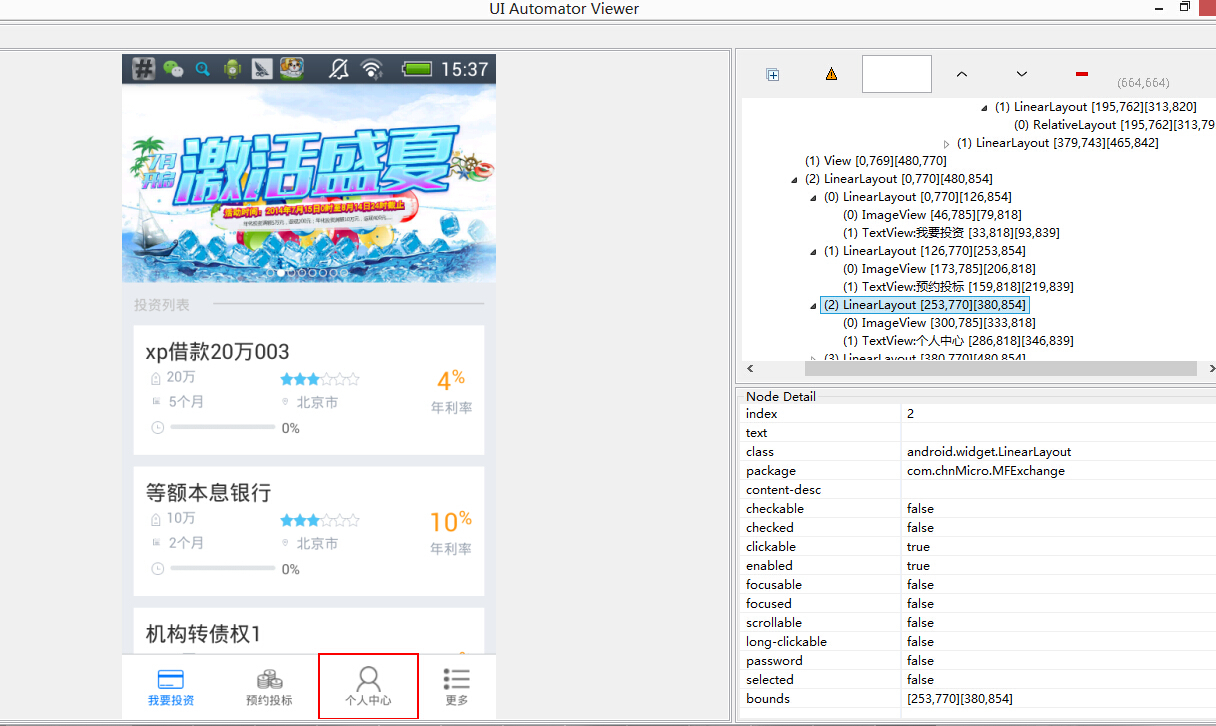 UI Automator Viewer
15:37
7月
开启
激活盛夏
活动时间：2014年7月15日0时至8月14日24时截止
投资列表
xp借款20万003
20万
4%
5个月
北京市
年利率
0%
等额本息银行
10万
10%
2个月
北京市
年利率
0%
机构转债权1
我要投资
预约投标
个人中心
更多
(664,664)
(1) LinearLayout [195,762][313,820]
(0) RelativeLayout [195,762][313,79
(1) LinearLayout [379,743][465,842]
(1) View [0,769][480,770]
(2) LinearLayout [0,770][480,854]
(0) LinearLayout [0,770][126,854]
(0) ImageView [46,785][79,818]
(1) TextView:我要投资 [33,818][93,839]
(1) LinearLayout [126,770][253,854]
(0) ImageView [173,785][206,818]
(1) TextView:预约投标 [159,818][219,839]
(2) LinearLayout [253,770][380,854]
(0) ImageView [300,785][333,818]
(1) TextView:个人中心 [286,818][346,839]
(3) LinearLayout [380,770][480,854]
Node Detail
index 2
text
class android.widget.LinearLayout
package com.chnMicro.MFExchange
content-desc
checkable false
checked false
clickable true
enabled true
focusable false
focused false
scrollable false
long-clickable false
password false
selected false
bounds [253,770][380,854]